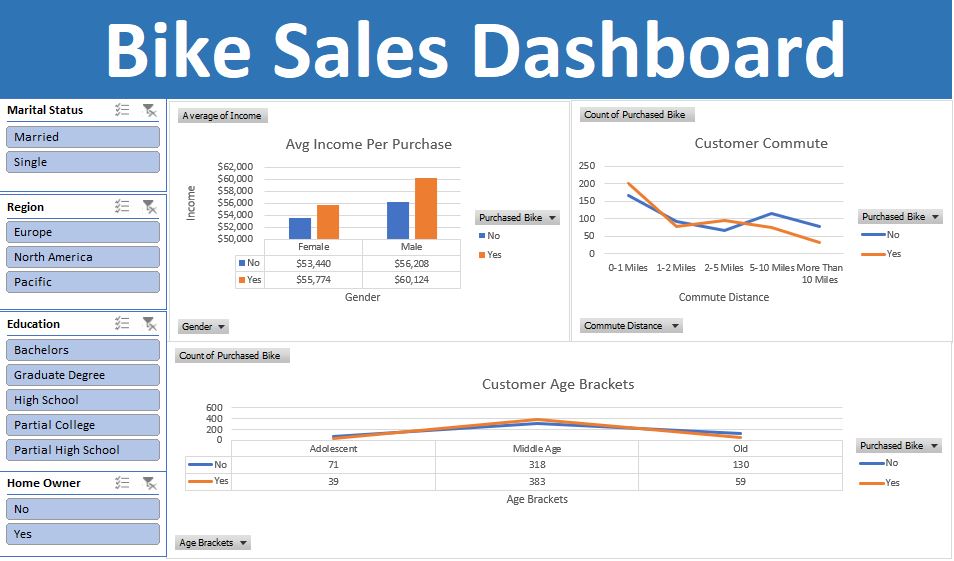 Bike Sales Dashboard
Marital Status
Married
Single
Region
Europe
North America
Pacific
Education
Bachelors
Graduate Degree
High School
Partial College
Partial High School
Home Owner
No
Yes
Average of Income
Avg Income Per Purchase
Income
$62,000
$60,000
$58,000
$56,000
$54,000
$52,000
$50,000
Female Male
No $53,440 $56,208
Yes $55,774 $60,124
Gender
Purchased Bike
No
Yes
Gender
Count of Purchased Bike
Customer Commute
250
200
150
100
50
0
0-1 Miles 1-2 Miles 2-5 Miles 5-10 Miles More Than
10 Miles
Commute Distance
Purchased Bike
No
Yes
Commute Distance
Count of Purchased Bike
Customer Age Brackets
600
400
200
0
Adolescent Middle Age Old
No 71 318 130
Yes 39 383 59
Age Brackets
Purchased Bike
No
Yes
Age Brackets